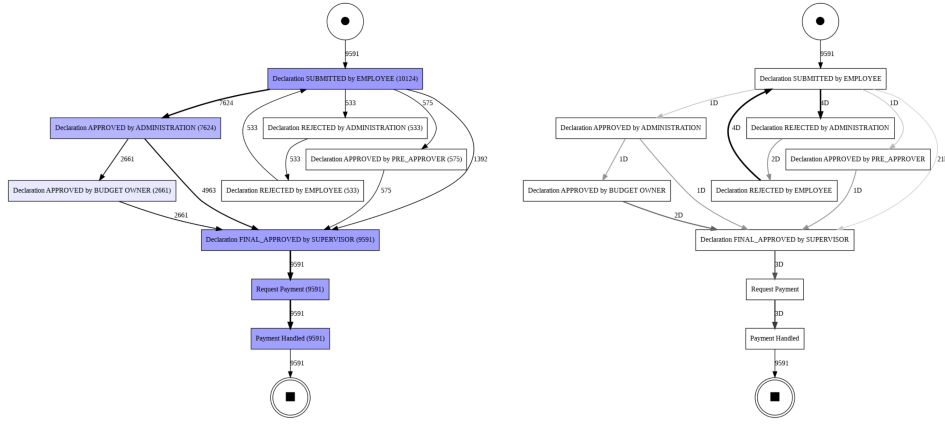 9591
Declaration SUBMITTED by EMPLOYEE (10124)
7624
533
575
Declaration APPROVED by ADMINISTRATION (7624)
533
Declaration REJECTED by ADMINISTRATION (533)
1392
2661
533
Declaration APPROVED by PRE_APPROVER (575)
Declaration APPROVED by BUDGET OWNER (2661)
4963
Declaration REJECTED by EMPLOYEE (533)
575
2661
Declaration FINAL_APPROVED by SUPERVISOR (9591)
9591
Request Payment (9591)
9591
Payment Handled (9591)
9591
9591
Declaration SUBMITTED by EMPLOYEE
1D
4D
1D
Declaration APPROVED by ADMINISTRATION
4D
Declaration REJECTED by ADMINISTRATION
1D
2D
Declaration APPROVED by PRE_APPROVER
Declaration APPROVED by BUDGET OWNER
1D
Declaration REJECTED by EMPLOYEE
1D
2D
Declaration FINAL_APPROVED by SUPERVISOR
3D
Request Payment
3D
Payment Handled
9591